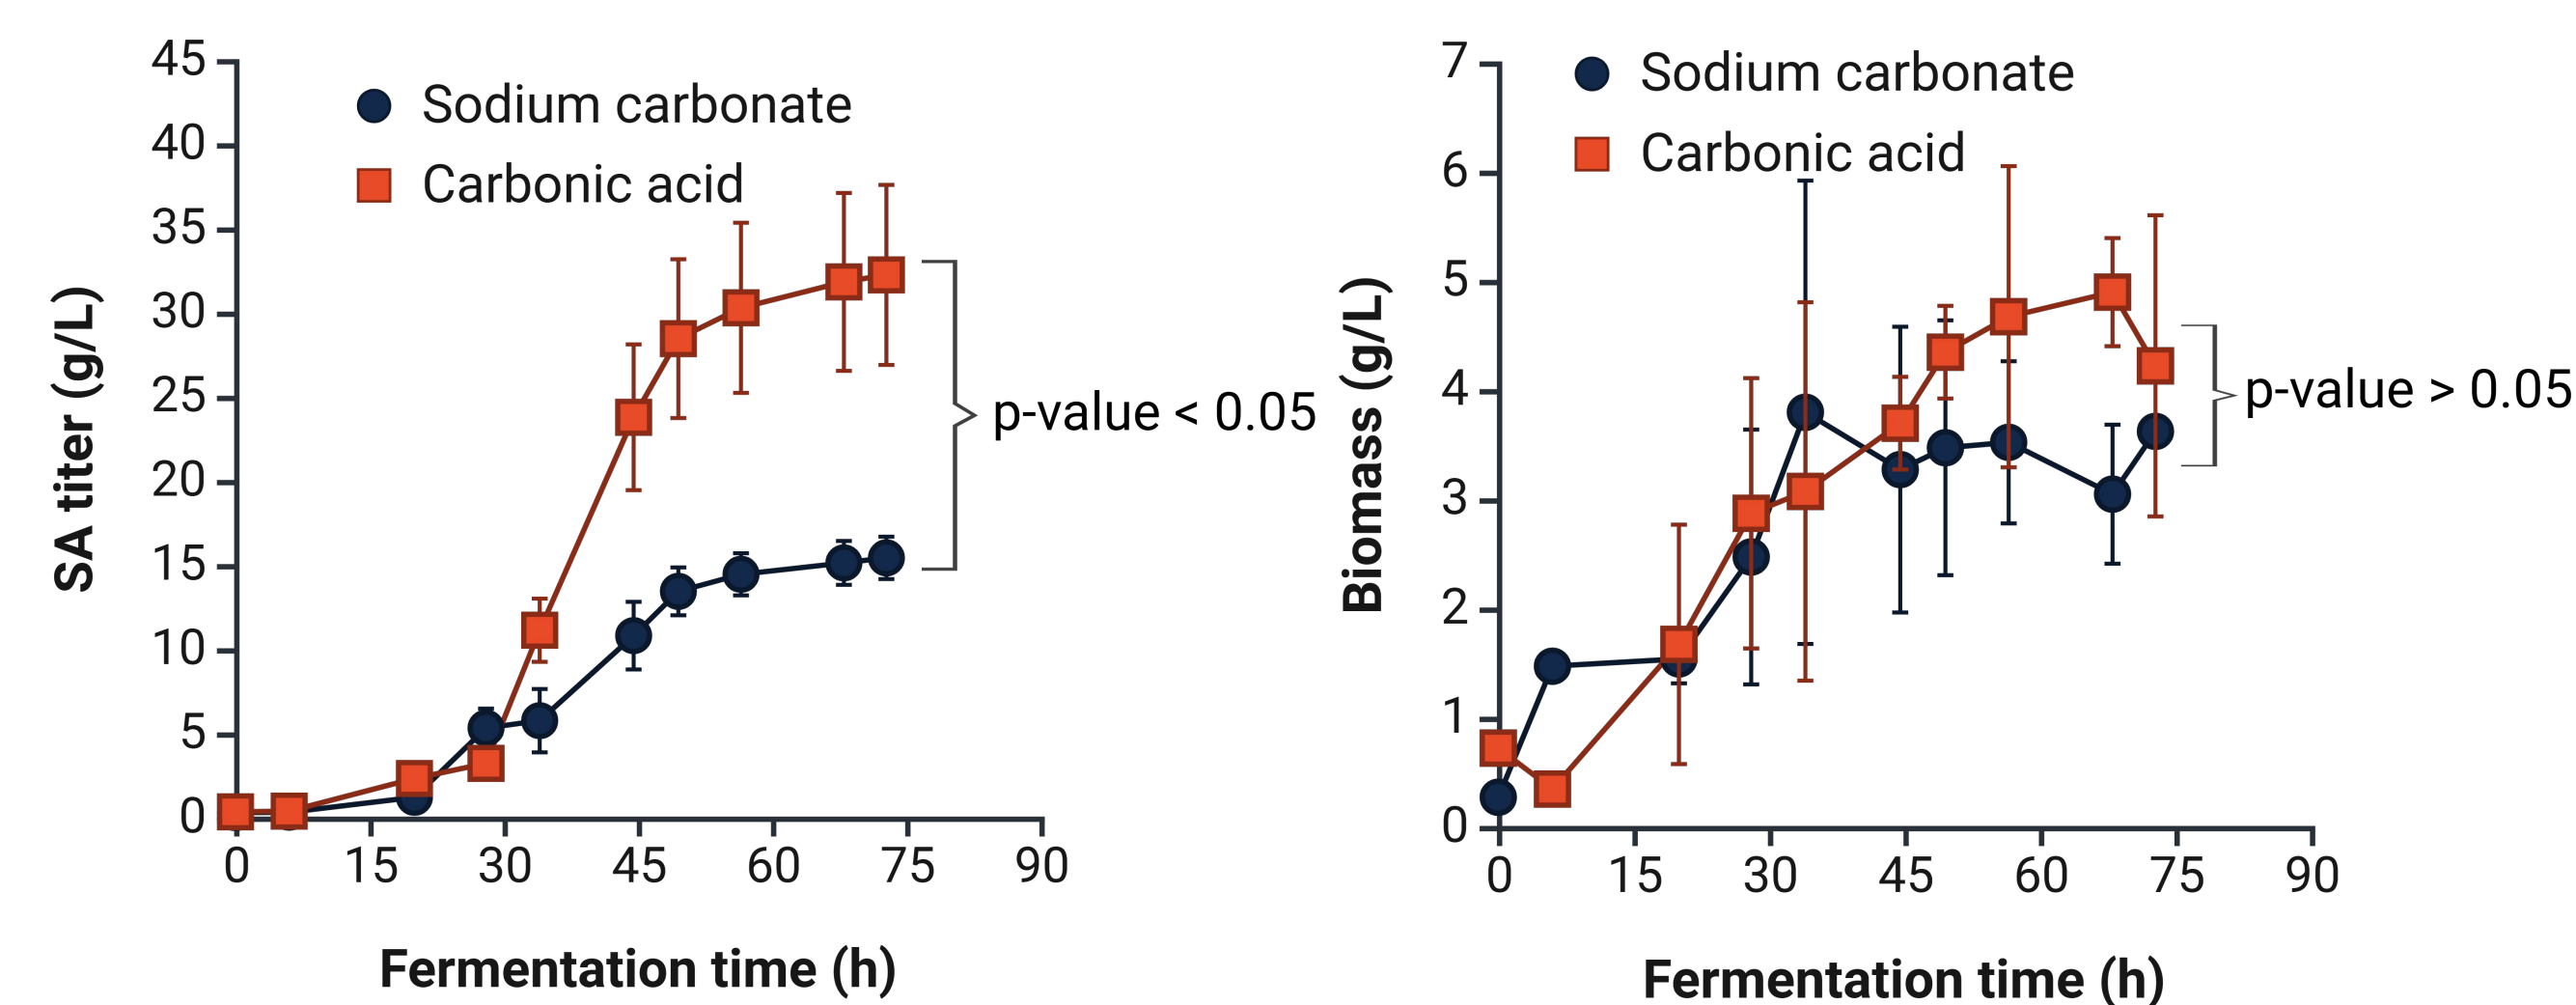 SA titer (g/L)
45
40
35
30
25
20
15
10
5
0
Sodium carbonate
Carbonic acid
p-value < 0.05
0 15 30 45 60 75 90
Fermentation time (h)
Biomass (g/L)
7
6
5
4
3
2
1
0
Sodium carbonate
Carbonic acid
p-value > 0.05
0 15 30 45 60 75 90
Fermentation time (h)